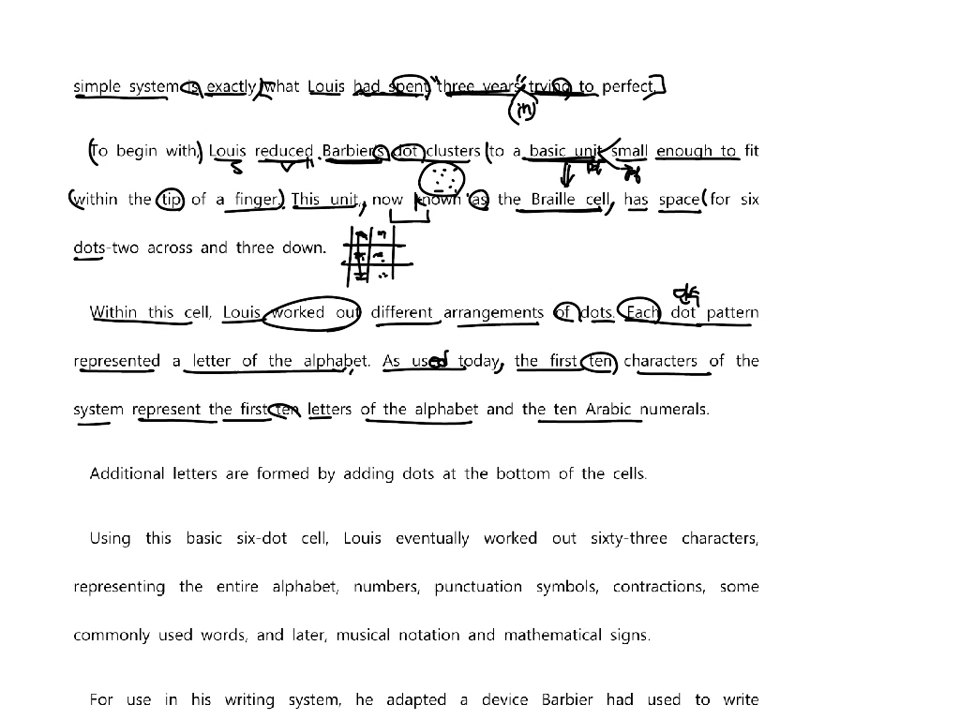 simple system is exactly what Louis had spent three years trying to perfect.
(in)
To begin with, Louis reduced Barbier's dot clusters to a basic unit small enough to fit
S V
within the tip of a finger. This unit, now known as the Braille cell, has space for six
dots-two across and three down.
Within this cell, Louis worked out different arrangements of dots. Each dot pattern
represented a letter of the alphabet. As used today, the first ten characters of the
system represent the first ten letters of the alphabet and the ten Arabic numerals.
Additional letters are formed by adding dots at the bottom of the cells.
Using this basic six-dot cell, Louis eventually worked out sixty-three characters,
representing the entire alphabet, numbers, punctuation symbols, contractions, some
commonly used words, and later, musical notation and mathematical signs.
For use in his writing system, he adapted a device Barbier had used to write